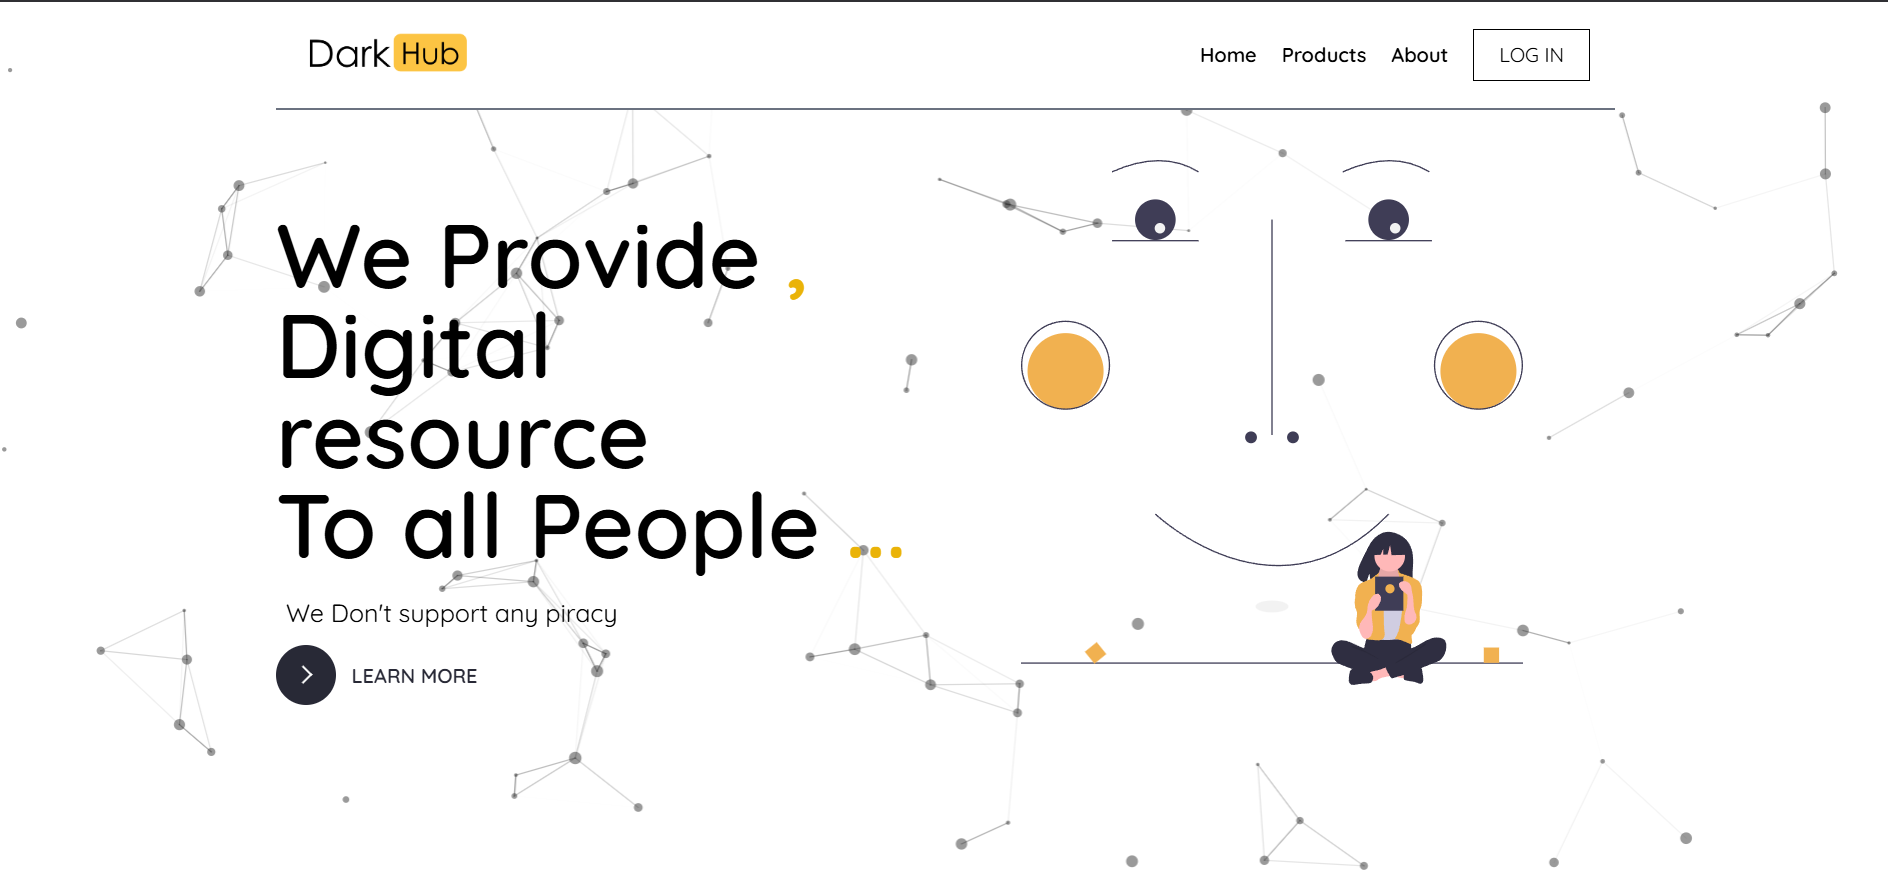 Dark Hub
Home Products About LOG IN
We Provide ,
Digital
resource
To all People ...
We Don't support any piracy
LEARN MORE